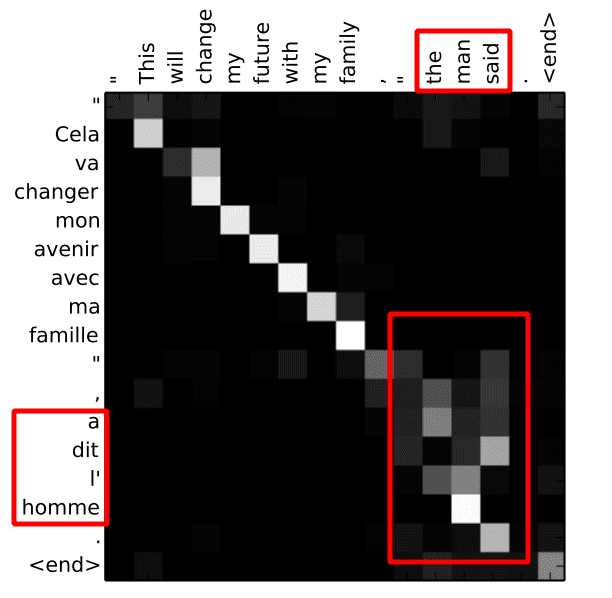 " This will change my future with my family , " the man said . <end>
"
Cela
va
changer
mon
avenir
avec
ma
famille
"
,
a
dit
l'
homme
.
<end>